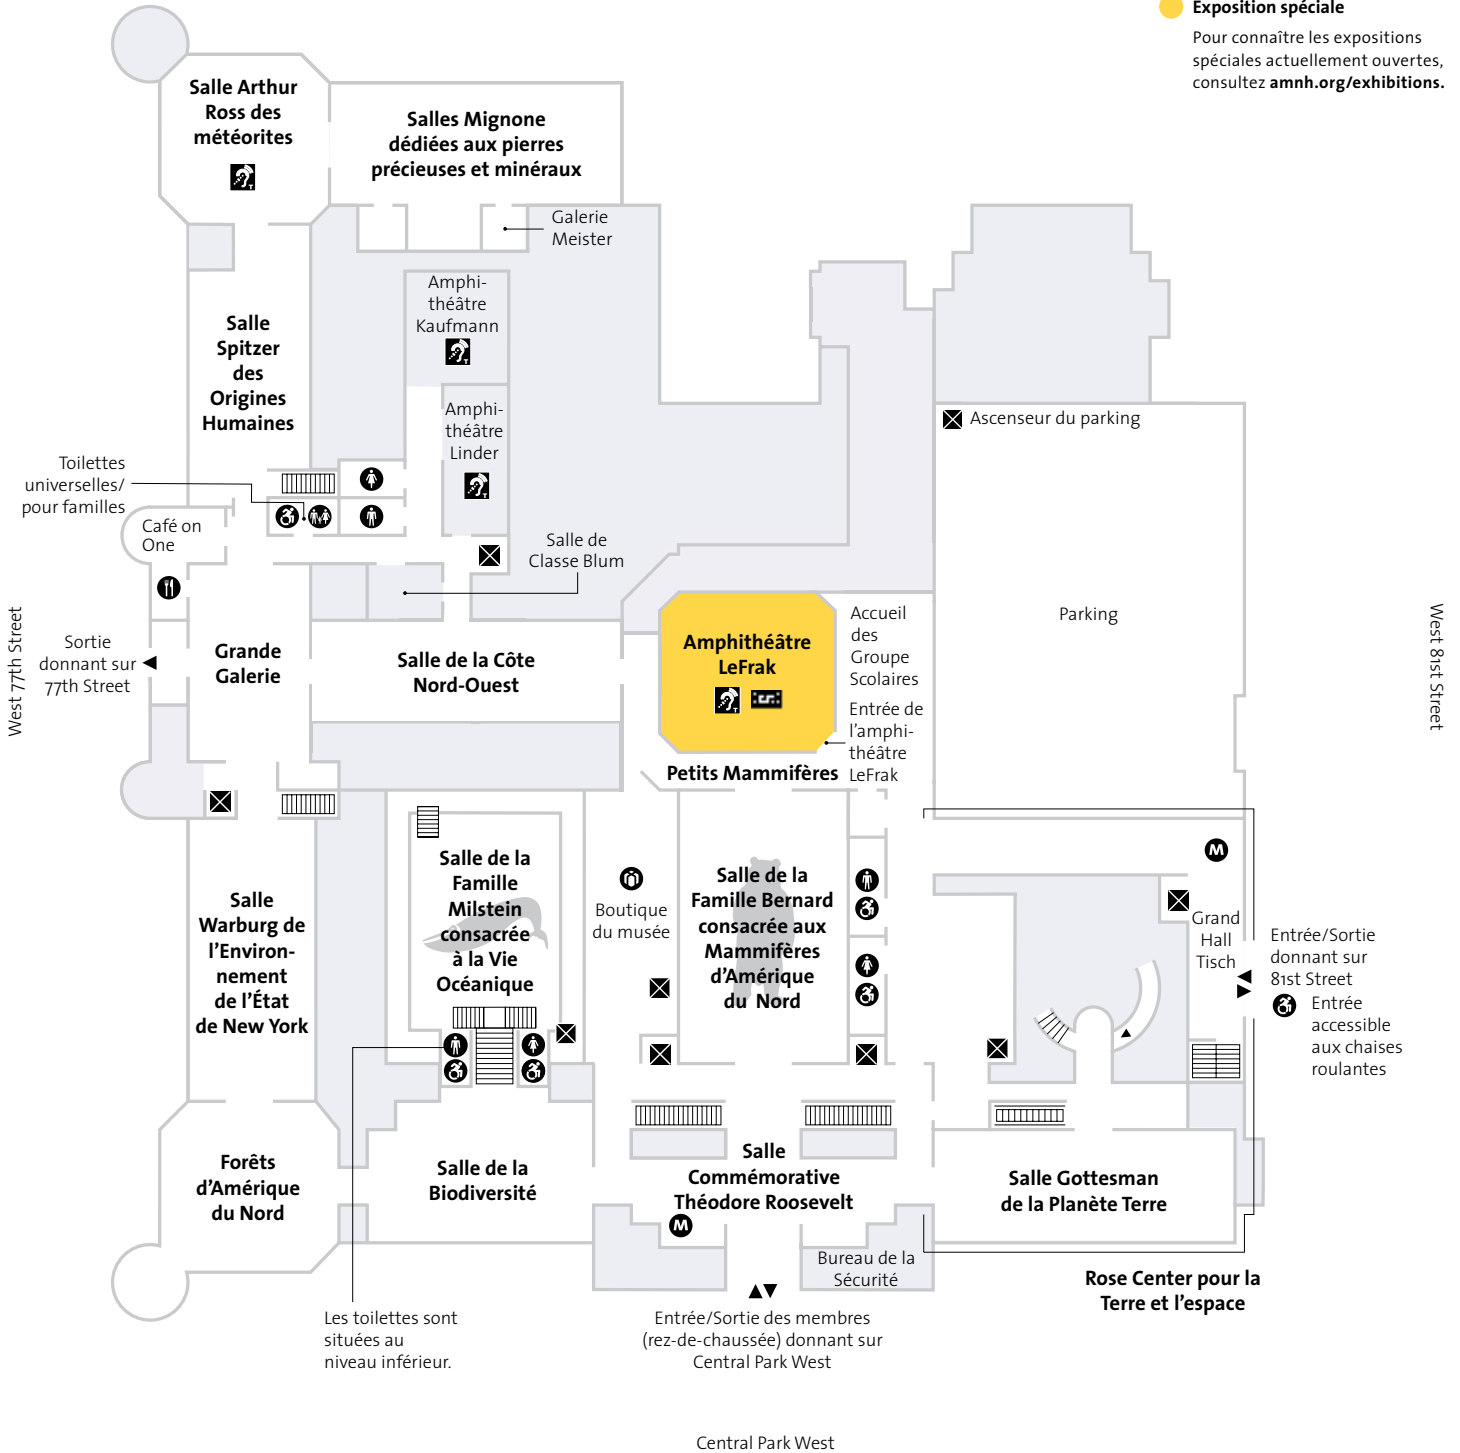 Exposition spéciale
Pour connaître les expositions
spéciales actuellement ouvertes,
consultez amnh.org/exhibitions.
Salle Arthur
Ross des
météorites
Salles Mignone
dédiées aux pierres
précieuses et minéraux
Galerie
Meister
Amphi-
théâtre
Kaufmann
Salle
Spitzer
des
Origines
Humaines
Amphi-
théâtre
Linder
Ascenseur du parking
Toilettes
universelles/
pour familles
Café on
One
Salle de
Classe Blum
West 77th Street
Sortie
donnant sur
77th Street
Grande
Galerie
Salle de la Côte
Nord-Ouest
Amphithéâtre
LeFrak
Accueil
des
Groupe
Scolaires
Entrée de
l'amphi-
théâtre
LeFrak
Parking
West 81st Street
Petits Mammifères
Salle
Warburg de
l'Environ-
nement
de l'État
de New York
Salle de la
Famille
Milstein
consacrée
à la Vie
Océanique
Boutique
du musée
Salle de la
Famille Bernard
consacrée aux
Mammifères
d'Amérique
du Nord
M
Grand
Hall
Tisch
Entrée/Sortie
donnant sur
81st Street
Entrée
accessible
aux chaises
roulantes
Forêts
d'Amérique
du Nord
Salle de la
Biodiversité
Salle
Commémorative
Théodore Roosevelt
M
Salle Gottesman
de la Planète Terre
Bureau de la
Sécurité
Rose Center pour la
Terre et l'espace
Les toilettes sont
situées au
niveau inférieur.
Entrée/Sortie des membres
(rez-de-chaussée) donnant sur
Central Park West
Central Park West